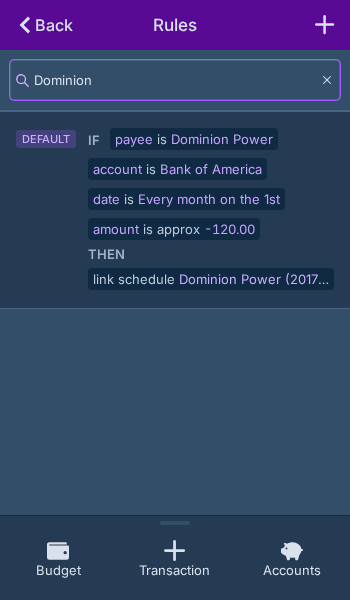 Back Rules
Dominion
DEFAULT IF payee is Dominion Power
account is Bank of America
date is Every month on the 1st
amount is approx -120.00
THEN
link schedule Dominion Power (2017...
Budget Transaction Accounts